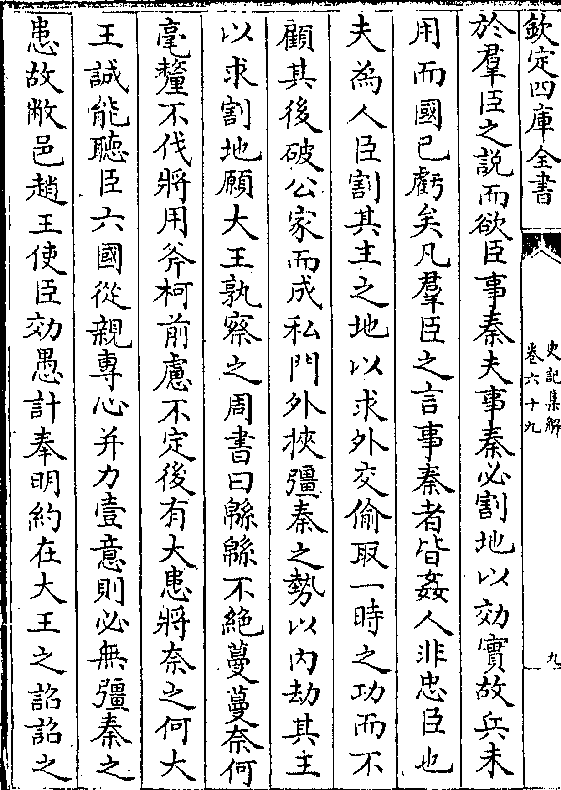 欽定四庫全書
史記集解
卷六十九
九
於羣臣之説而欲臣事秦夫事秦必割地以効實故兵未
用而國已虧矣凡羣臣之言事秦者皆姦人非忠臣也
夫為人臣割其主之地以求外交偷取一時之功而不
顧其後破公家而成私門外挾彊秦之勢以内劫其主
以求割地願大王孰察之周書曰緜緜不絶蔓蔓奈何
毫釐不伐將用斧柯前慮不定後有大患將奈之何大
王誠能聽臣六國從親專心并力壹意則必無彊秦之
患故敝邑趙王使臣効愚計奉明約在大王之詔詔之